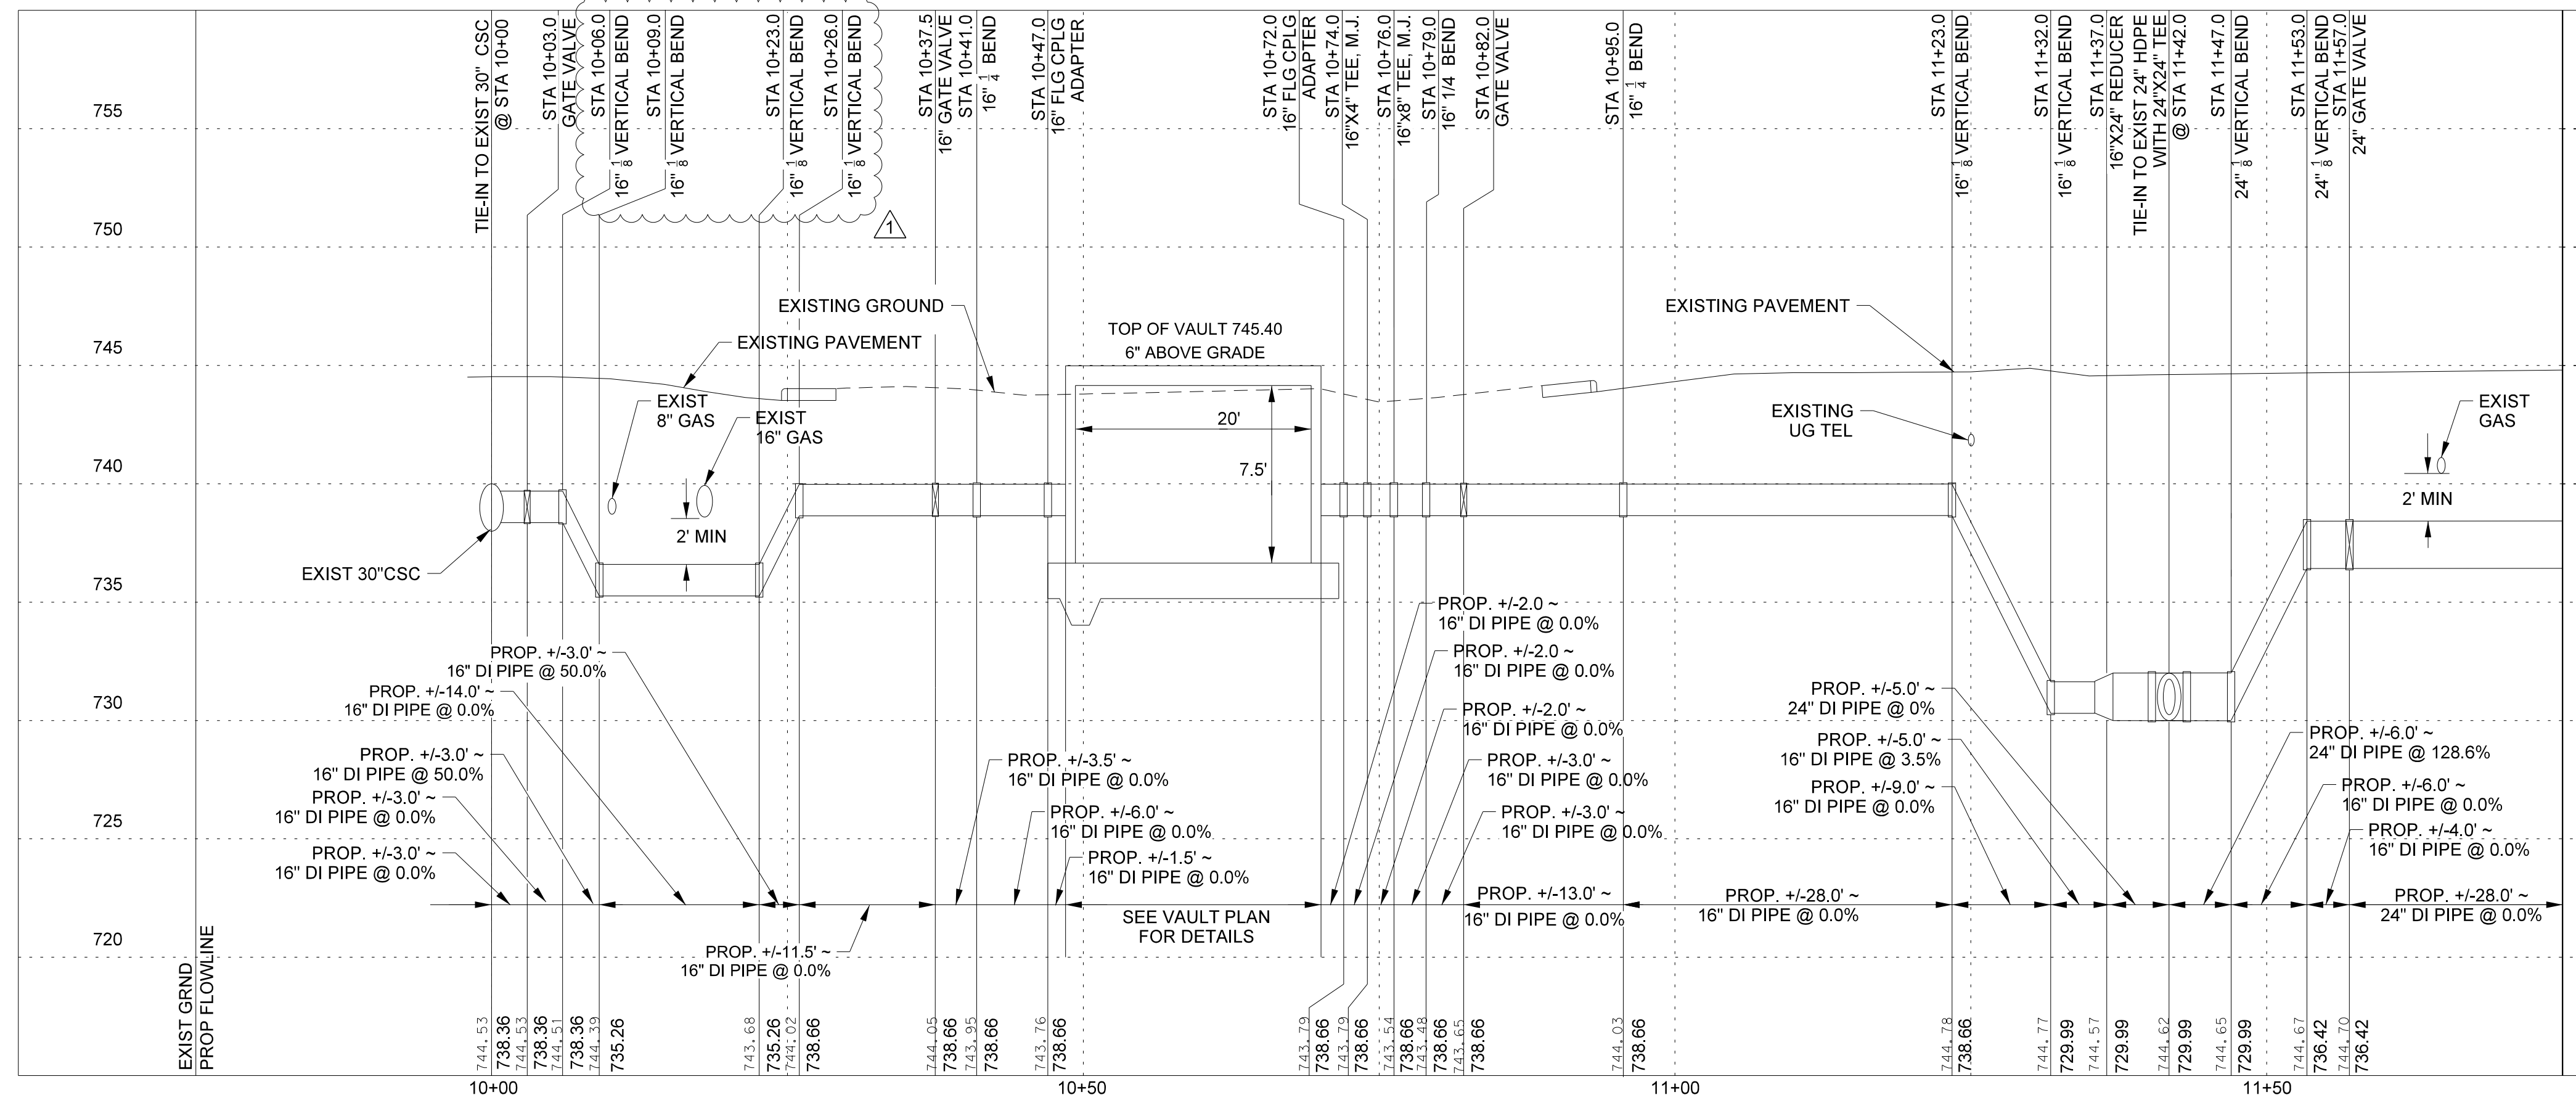 TIE-IN TO EXIST 30" CSC
@ STA 10+00
STA 10+03.0
GATE VALVE
STA 10+06.0
16" 1/8 VERTICAL BEND
STA 10+09.0
16" 1/8 VERTICAL BEND
STA 10+23.0
16" 1/8 VERTICAL BEND
STA 10+26.0
16" 1/8 VERTICAL BEND
STA 10+37.5
16" GATE VALVE
STA 10+41.0
16" 1/4 BEND
STA 10+47.0
16" FLG CPLG
ADAPTER
STA 10+72.0
16" FLG CPLG
ADAPTER
STA 10+74.0
16"X4" TEE, M.J.
STA 10+76.0
16"x8" TEE, M.J.
STA 10+79.0
16" 1/4 BEND
STA 10+82.0
GATE VALVE
STA 10+95.0
16" 1/4 BEND
STA 11+23.0
16" 1/8 VERTICAL BEND
STA 11+32.0
16" 1/8 VERTICAL BEND
STA 11+37.0
16"X24" REDUCER
TIE-IN TO EXIST 24" HDPE
WITH 24"X24" TEE
@ STA 11+42.0
STA 11+47.0
24" 1/8 VERTICAL BEND
STA 11+53.0
24" 1/8 VERTICAL BEND
STA 11+57.0
24" GATE VALVE
1
755
750
745
740
735
730
725
720
EXISTING GROUND
EXISTING PAVEMENT
TOP OF VAULT 745.40
6" ABOVE GRADE
EXISTING PAVEMENT
EXIST
8" GAS
EXIST
16" GAS
20'
7.5'
EXISTING
UG TEL
EXIST
GAS
2' MIN
2' MIN
EXIST 30"CSC
PROP. +/-3.0' ~
16" DI PIPE @ 50.0%
PROP. +/-14.0' ~
16" DI PIPE @ 0.0%
PROP. +/-3.0' ~
16" DI PIPE @ 50.0%
PROP. +/-3.0' ~
16" DI PIPE @ 0.0%
PROP. +/-3.0' ~
16" DI PIPE @ 0.0%
PROP. +/-11.5' ~
16" DI PIPE @ 0.0%
PROP. +/-3.5' ~
16" DI PIPE @ 0.0%
PROP. +/-6.0' ~
16" DI PIPE @ 0.0%
PROP. +/-1.5' ~
16" DI PIPE @ 0.0%
SEE VAULT PLAN
FOR DETAILS
PROP. +/-2.0 ~
16" DI PIPE @ 0.0%
PROP. +/-2.0 ~
16" DI PIPE @ 0.0%
PROP. +/-2.0' ~
16" DI PIPE @ 0.0%
PROP. +/-3.0' ~
16" DI PIPE @ 0.0%
PROP. +/-3.0' ~
16" DI PIPE @ 0.0%
PROP. +/-13.0' ~
16" DI PIPE @ 0.0%
PROP. +/-28.0' ~
16" DI PIPE @ 0.0%
PROP. +/-5.0' ~
24" DI PIPE @ 0%
PROP. +/-5.0' ~
16" DI PIPE @ 3.5%
PROP. +/-9.0' ~
16" DI PIPE @ 0.0%
PROP. +/-6.0' ~
24" DI PIPE @ 128.6%
PROP. +/-6.0' ~
16" DI PIPE @ 0.0%
PROP. +/-4.0' ~
16" DI PIPE @ 0.0%
PROP. +/-28.0' ~
24" DI PIPE @ 0.0%
EXIST GRND
PROP FLOWLINE
744.53
738.36
744.53
738.36
744.51
738.36
744.39
735.26
743.68
735.26
744.02
738.66
744.05
738.66
743.95
738.66
743.76
738.66
743.79
738.66
743.79
738.66
743.54
738.66
743.48
738.66
743.65
738.66
744.03
738.66
744.78
738.66
744.77
729.99
744.57
729.99
744.62
729.99
744.65
729.99
744.67
736.42
744.70
736.42
10+00
10+50
11+00
11+50